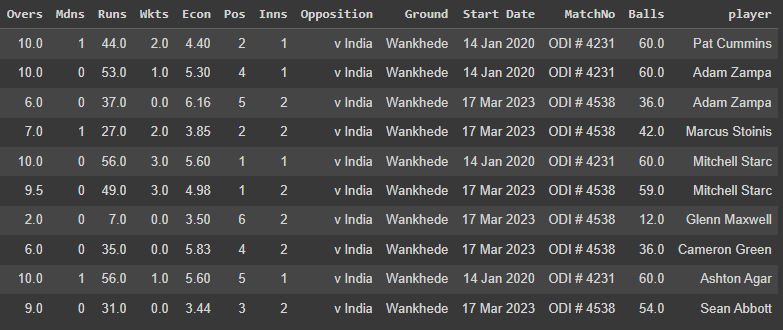 Overs Mdns Runs Wkts Econ Pos Inns Opposition Ground Start Date MatchNo Balls player
10.0 1 44.0 2.0 4.40 2 1 v India Wankhede 14 Jan 2020 ODI # 4231 60.0 Pat Cummins
10.0 0 53.0 1.0 5.30 4 1 v India Wankhede 14 Jan 2020 ODI # 4231 60.0 Adam Zampa
6.0 0 37.0 0.0 6.16 5 2 v India Wankhede 17 Mar 2023 ODI # 4538 36.0 Adam Zampa
7.0 1 27.0 2.0 3.85 2 2 v India Wankhede 17 Mar 2023 ODI # 4538 42.0 Marcus Stoinis
10.0 0 56.0 3.0 5.60 1 1 v India Wankhede 14 Jan 2020 ODI # 4231 60.0 Mitchell Starc
9.5 0 49.0 3.0 4.98 1 2 v India Wankhede 17 Mar 2023 ODI # 4538 59.0 Mitchell Starc
2.0 0 7.0 0.0 3.50 6 2 v India Wankhede 17 Mar 2023 ODI # 4538 12.0 Glenn Maxwell
6.0 0 35.0 0.0 5.83 4 2 v India Wankhede 17 Mar 2023 ODI # 4538 36.0 Cameron Green
10.0 1 56.0 1.0 5.60 5 1 v India Wankhede 14 Jan 2020 ODI # 4231 60.0 Ashton Agar
9.0 0 31.0 0.0 3.44 3 2 v India Wankhede 17 Mar 2023 ODI # 4538 54.0 Sean Abbott